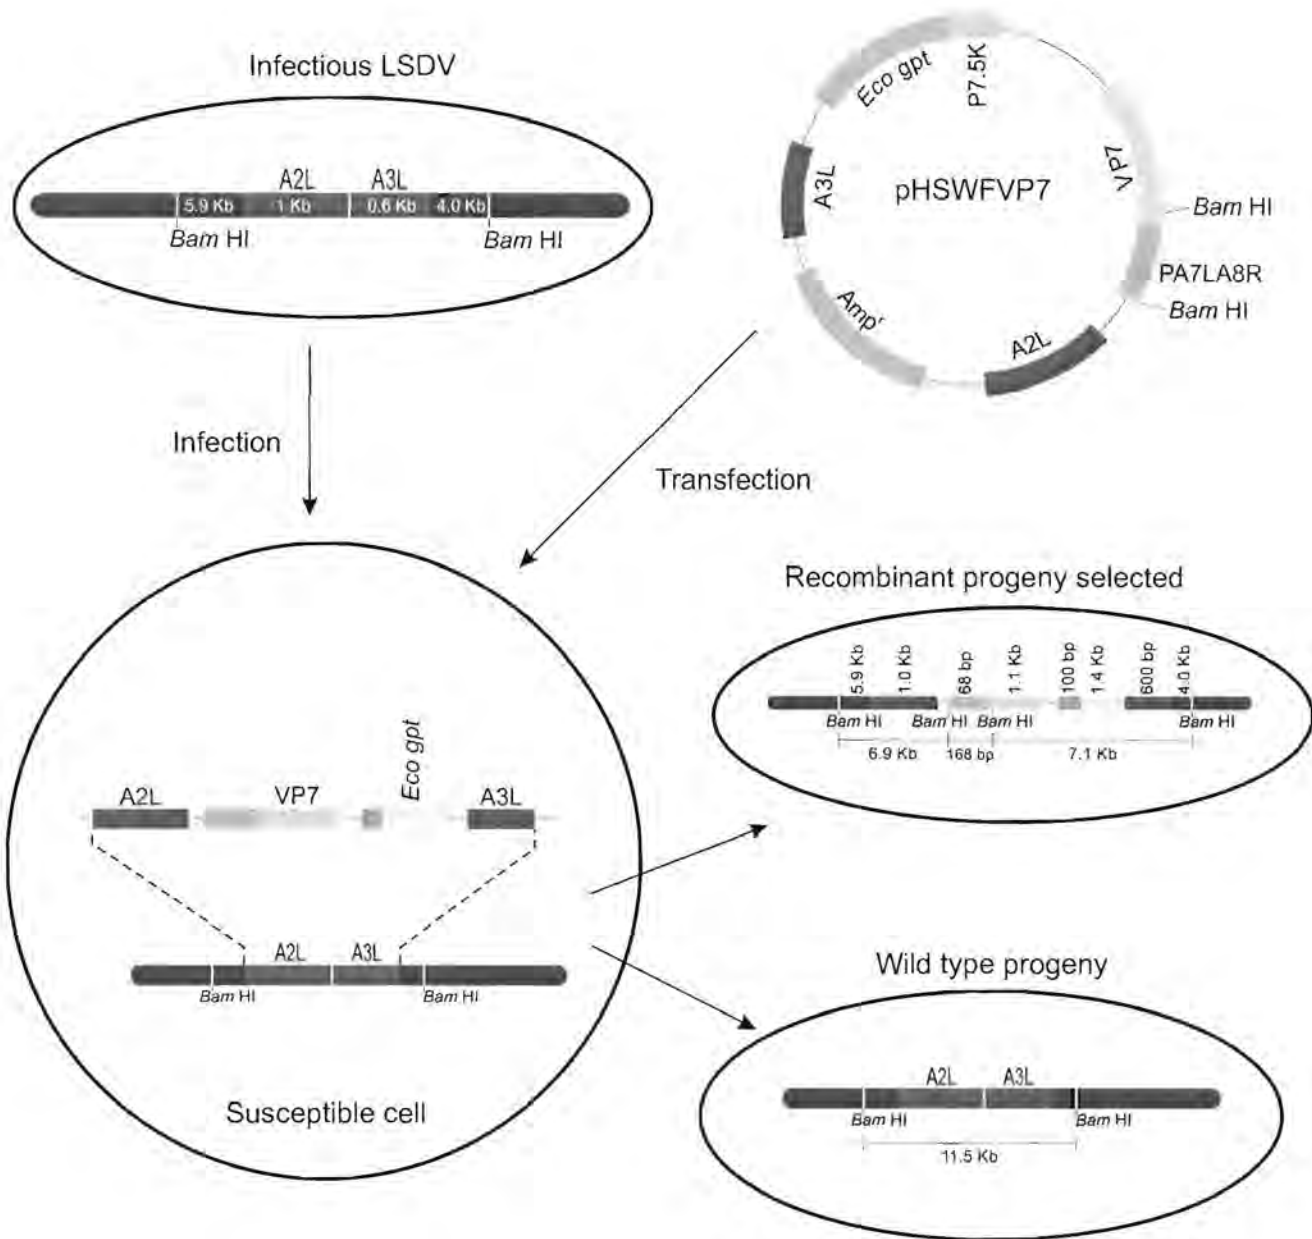 Infectious LSDV
A2L A3L
5.9 Kb 1 Kb 0.6 Kb 4.0 Kb
Bam HI Bam HI
Eco gpt
P7.5K
VP7
A3L
pHSWFVP7
Bam HI
PA7LA8R
Bam HI
Ampr
A2L
Infection
Transfection
Recombinant progeny selected
5.9 Kb 1.0 Kb 68 bp 1.1 Kb 100 bp 1.4 Kb 600 bp 4.0 Kb
Bam HI Bam HI Bam HI Bam HI
6.9 Kb 168 bp 7.1 Kb
A2L VP7 Eco gpt A3L
A2L A3L
Bam HI Bam HI
Susceptible cell
Wild type progeny
A2L A3L
Bam HI Bam HI
11.5 Kb